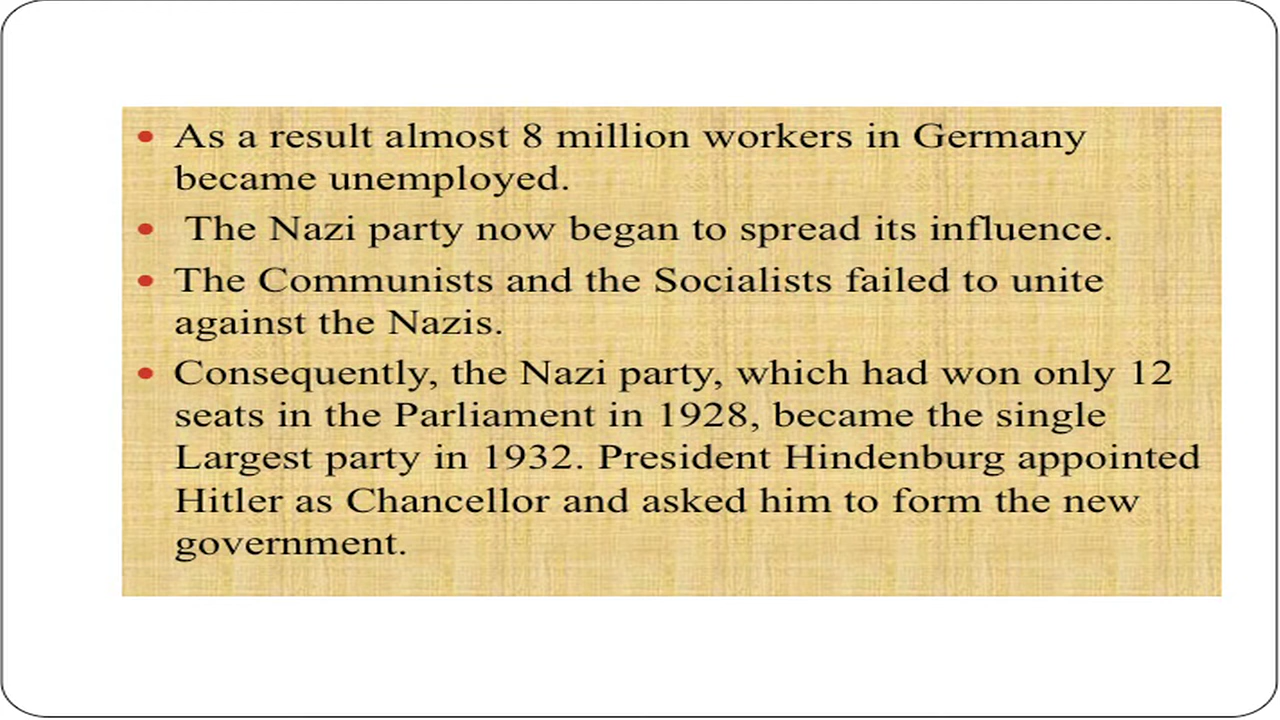 • As a result almost 8 million workers in Germany
became unemployed.
• The Nazi party now began to spread its influence.
• The Communists and the Socialists failed to unite
against the Nazis.
• Consequently, the Nazi party, which had won only 12
seats in the Parliament in 1928, became the single
Largest party in 1932. President Hindenburg appointed
Hitler as Chancellor and asked him to form the new
government.